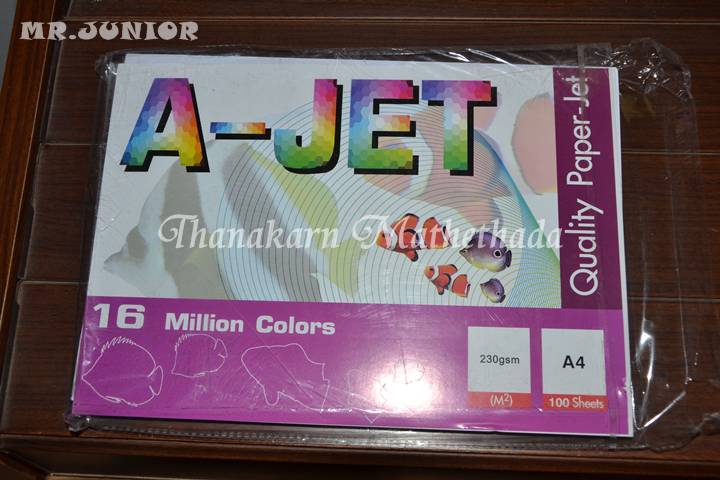 MR.JUNIOR
A-JET
Quality Paper-Jet
Thanakarn Mathethada
16 Million Colors
230gsm
(M²)
A4
100 Sheets